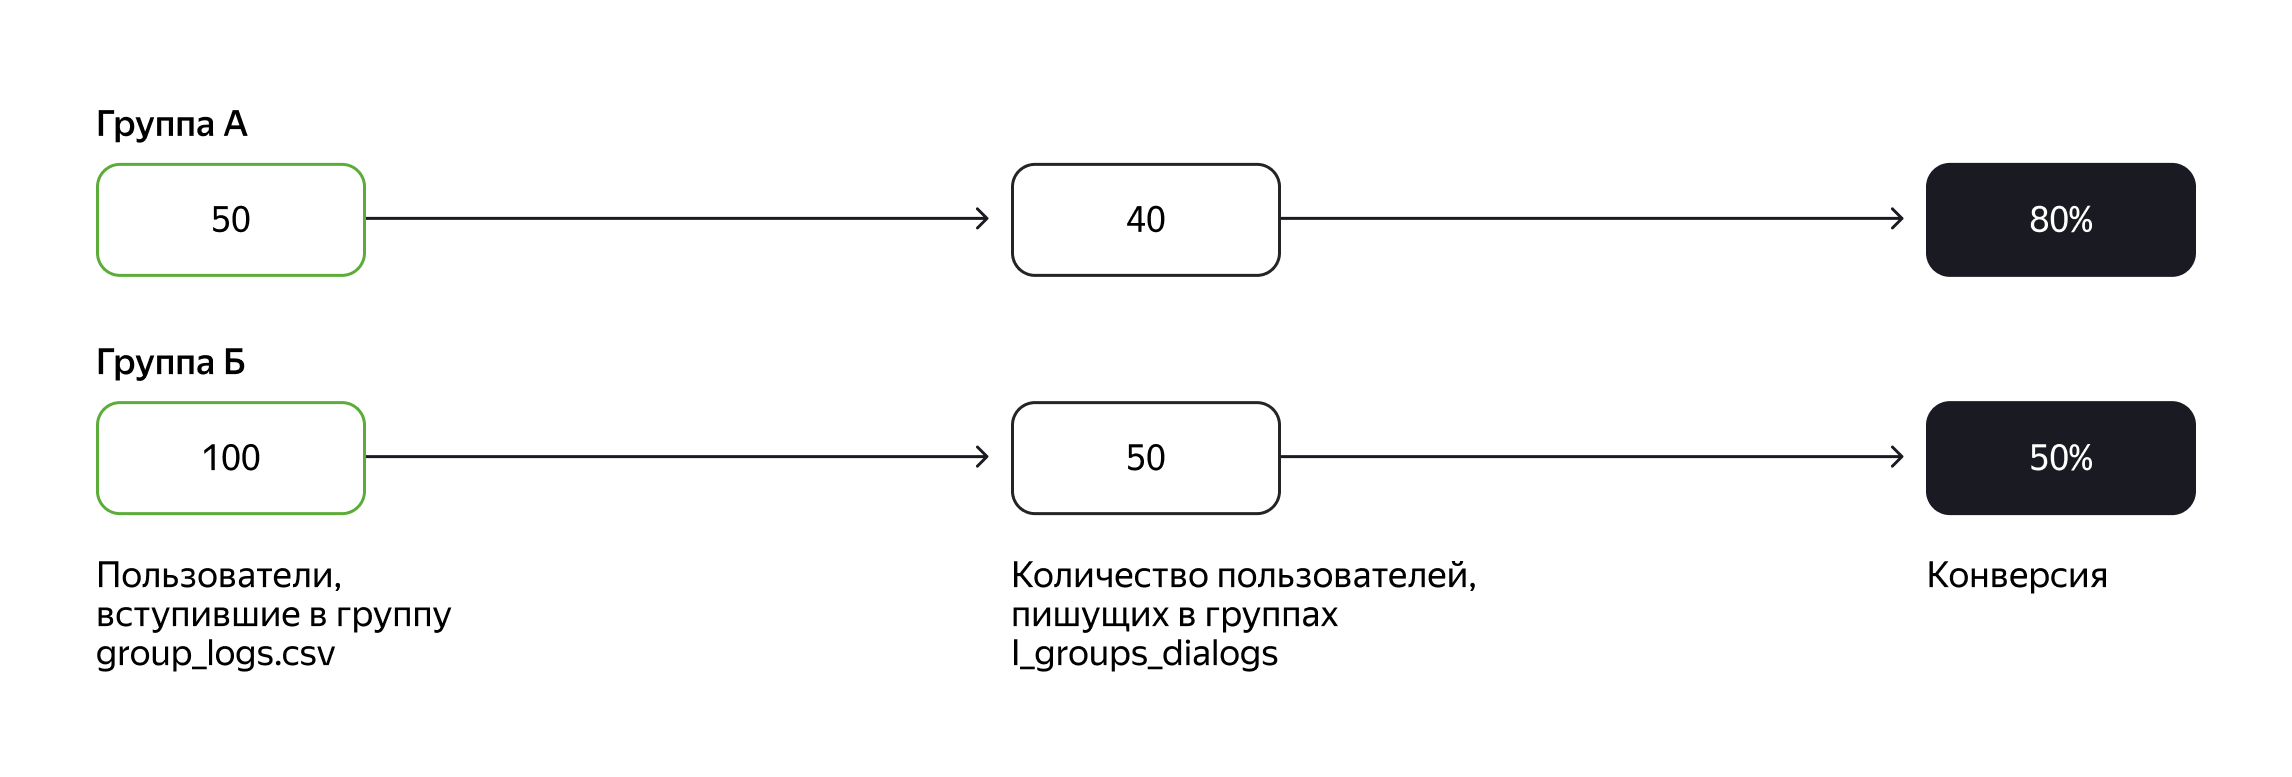 Группа А
50
40
80%
Группа Б
100
50
50%
Пользователи,
вступившие в группу
group_logs.csv
Количество пользователей,
пишущих в группах
l_groups_dialogs
Конверсия